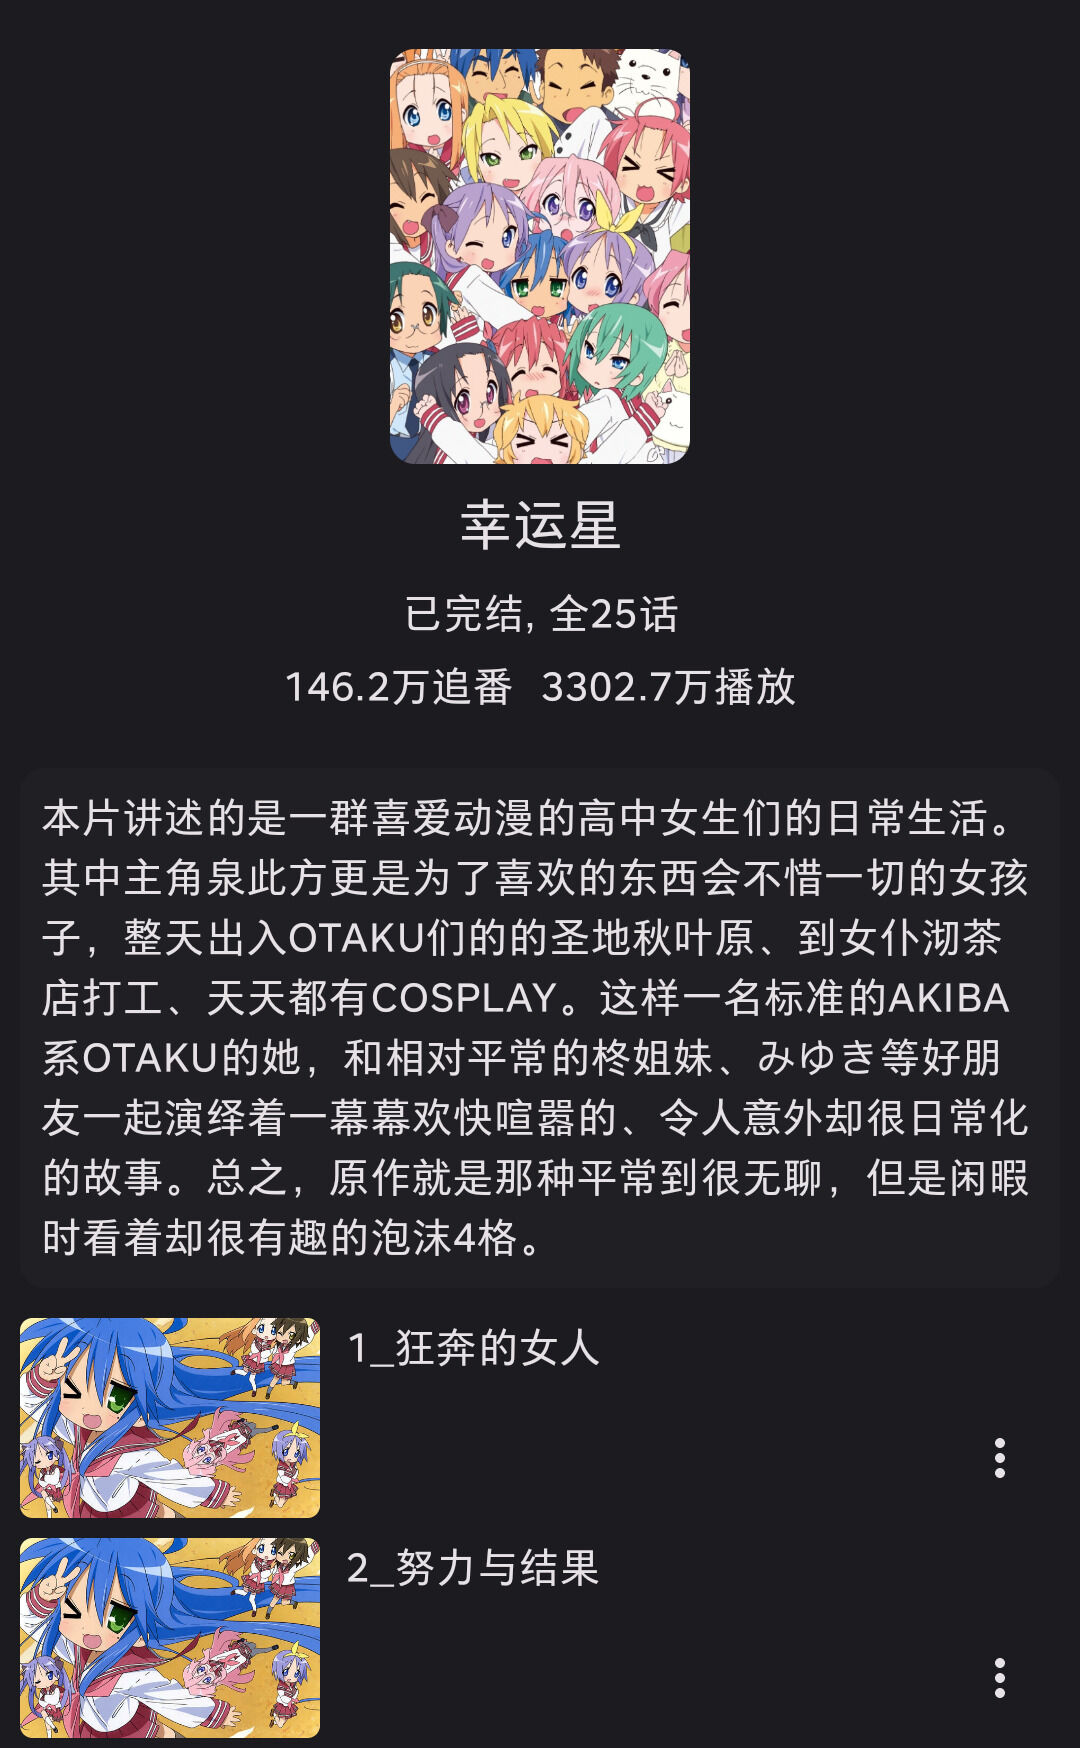 幸运星
已完结, 全25话
146.2万追番 3302.7万播放
本片讲述的是一群喜爱动漫的高中女生们的日常生活。
其中主角泉此方更是为了喜欢的东西会不惜一切的女孩
子，整天出入OTAKU们的的圣地秋叶原、到女仆沏茶
店打工、天天都有COSPLAY。这样一名标准的AKIBA
系OTAKU的她，和相对平常的柊姐妹、みゆき等好朋
友一起演绎着一幕幕欢快喧嚣的、令人意外却很日常化
的故事。总之，原作就是那种平常到很无聊，但是闲暇
时看着却很有趣的泡沫4格。
1_狂奔的女人
2_努力与结果